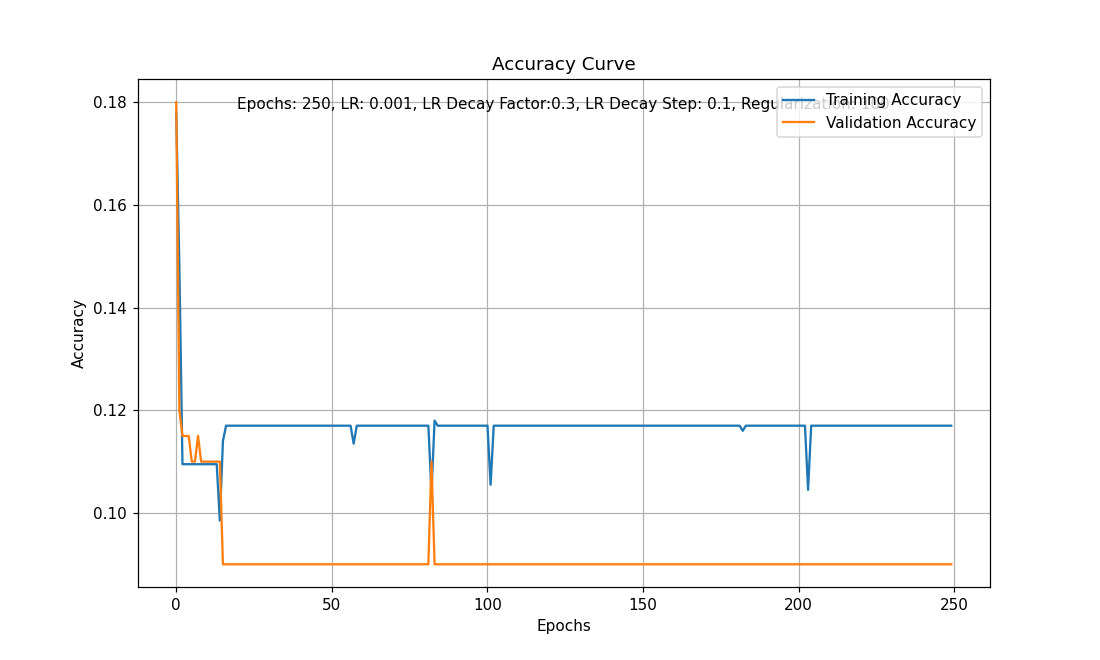 Accuracy Curve
Epochs: 250, LR: 0.001, LR Decay Factor:0.3, LR Decay Step: 0.1, Regularization: 100
Training Accuracy
Validation Accuracy
0.18
0.16
0.14
0.12
0.10
Accuracy
0 50 100 150 200 250
Epochs